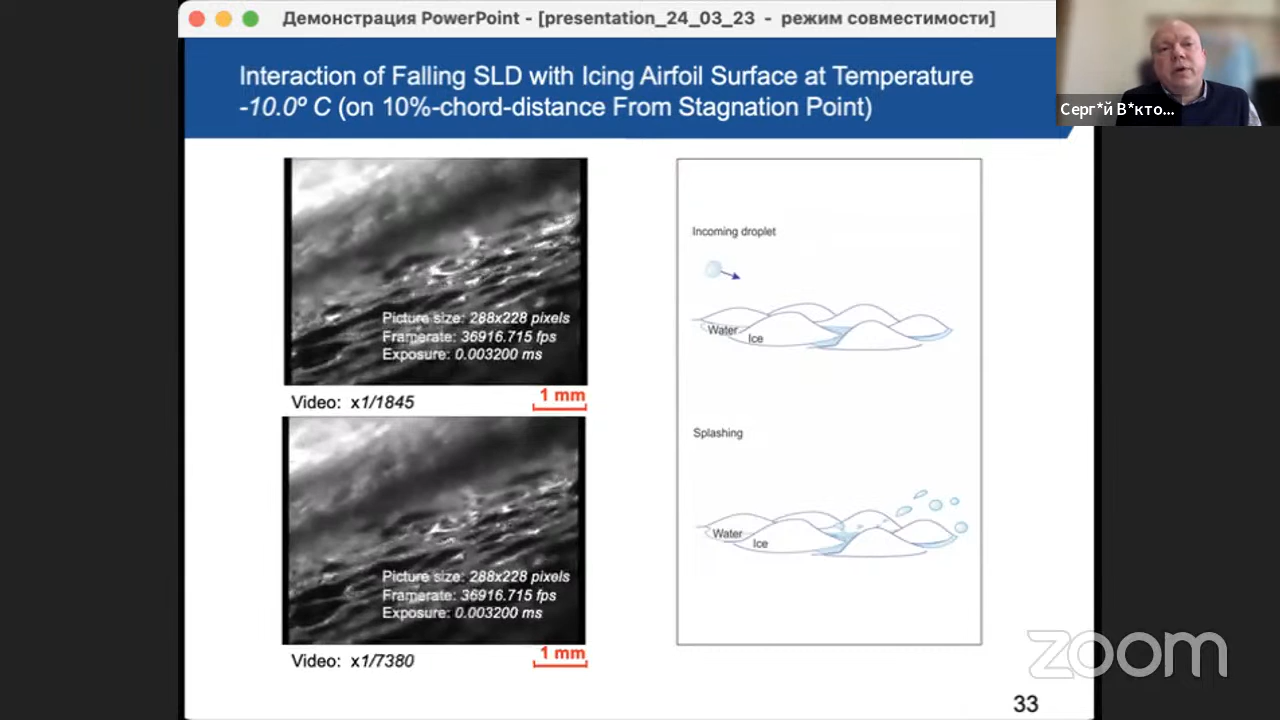 Демонстрация PowerPoint - [presentation_24_03_23 - режим совместимости]
Interaction of Falling SLD with Icing Airfoil Surface at Temperature
-10.0º C (on 10%-chord-distance From Stagnation Point)
Серг*й В*кто...
Picture size: 288x228 pixels
Framerate: 36916.715 fps
Exposure: 0.003200 ms
Video: x1/1845
1 mm
Picture size: 288x228 pixels
Framerate: 36916.715 fps
Exposure: 0.003200 ms
Video: x1/7380
1 mm
Incoming droplet
Water
Ice
Splashing
Water
Ice
zoom
33